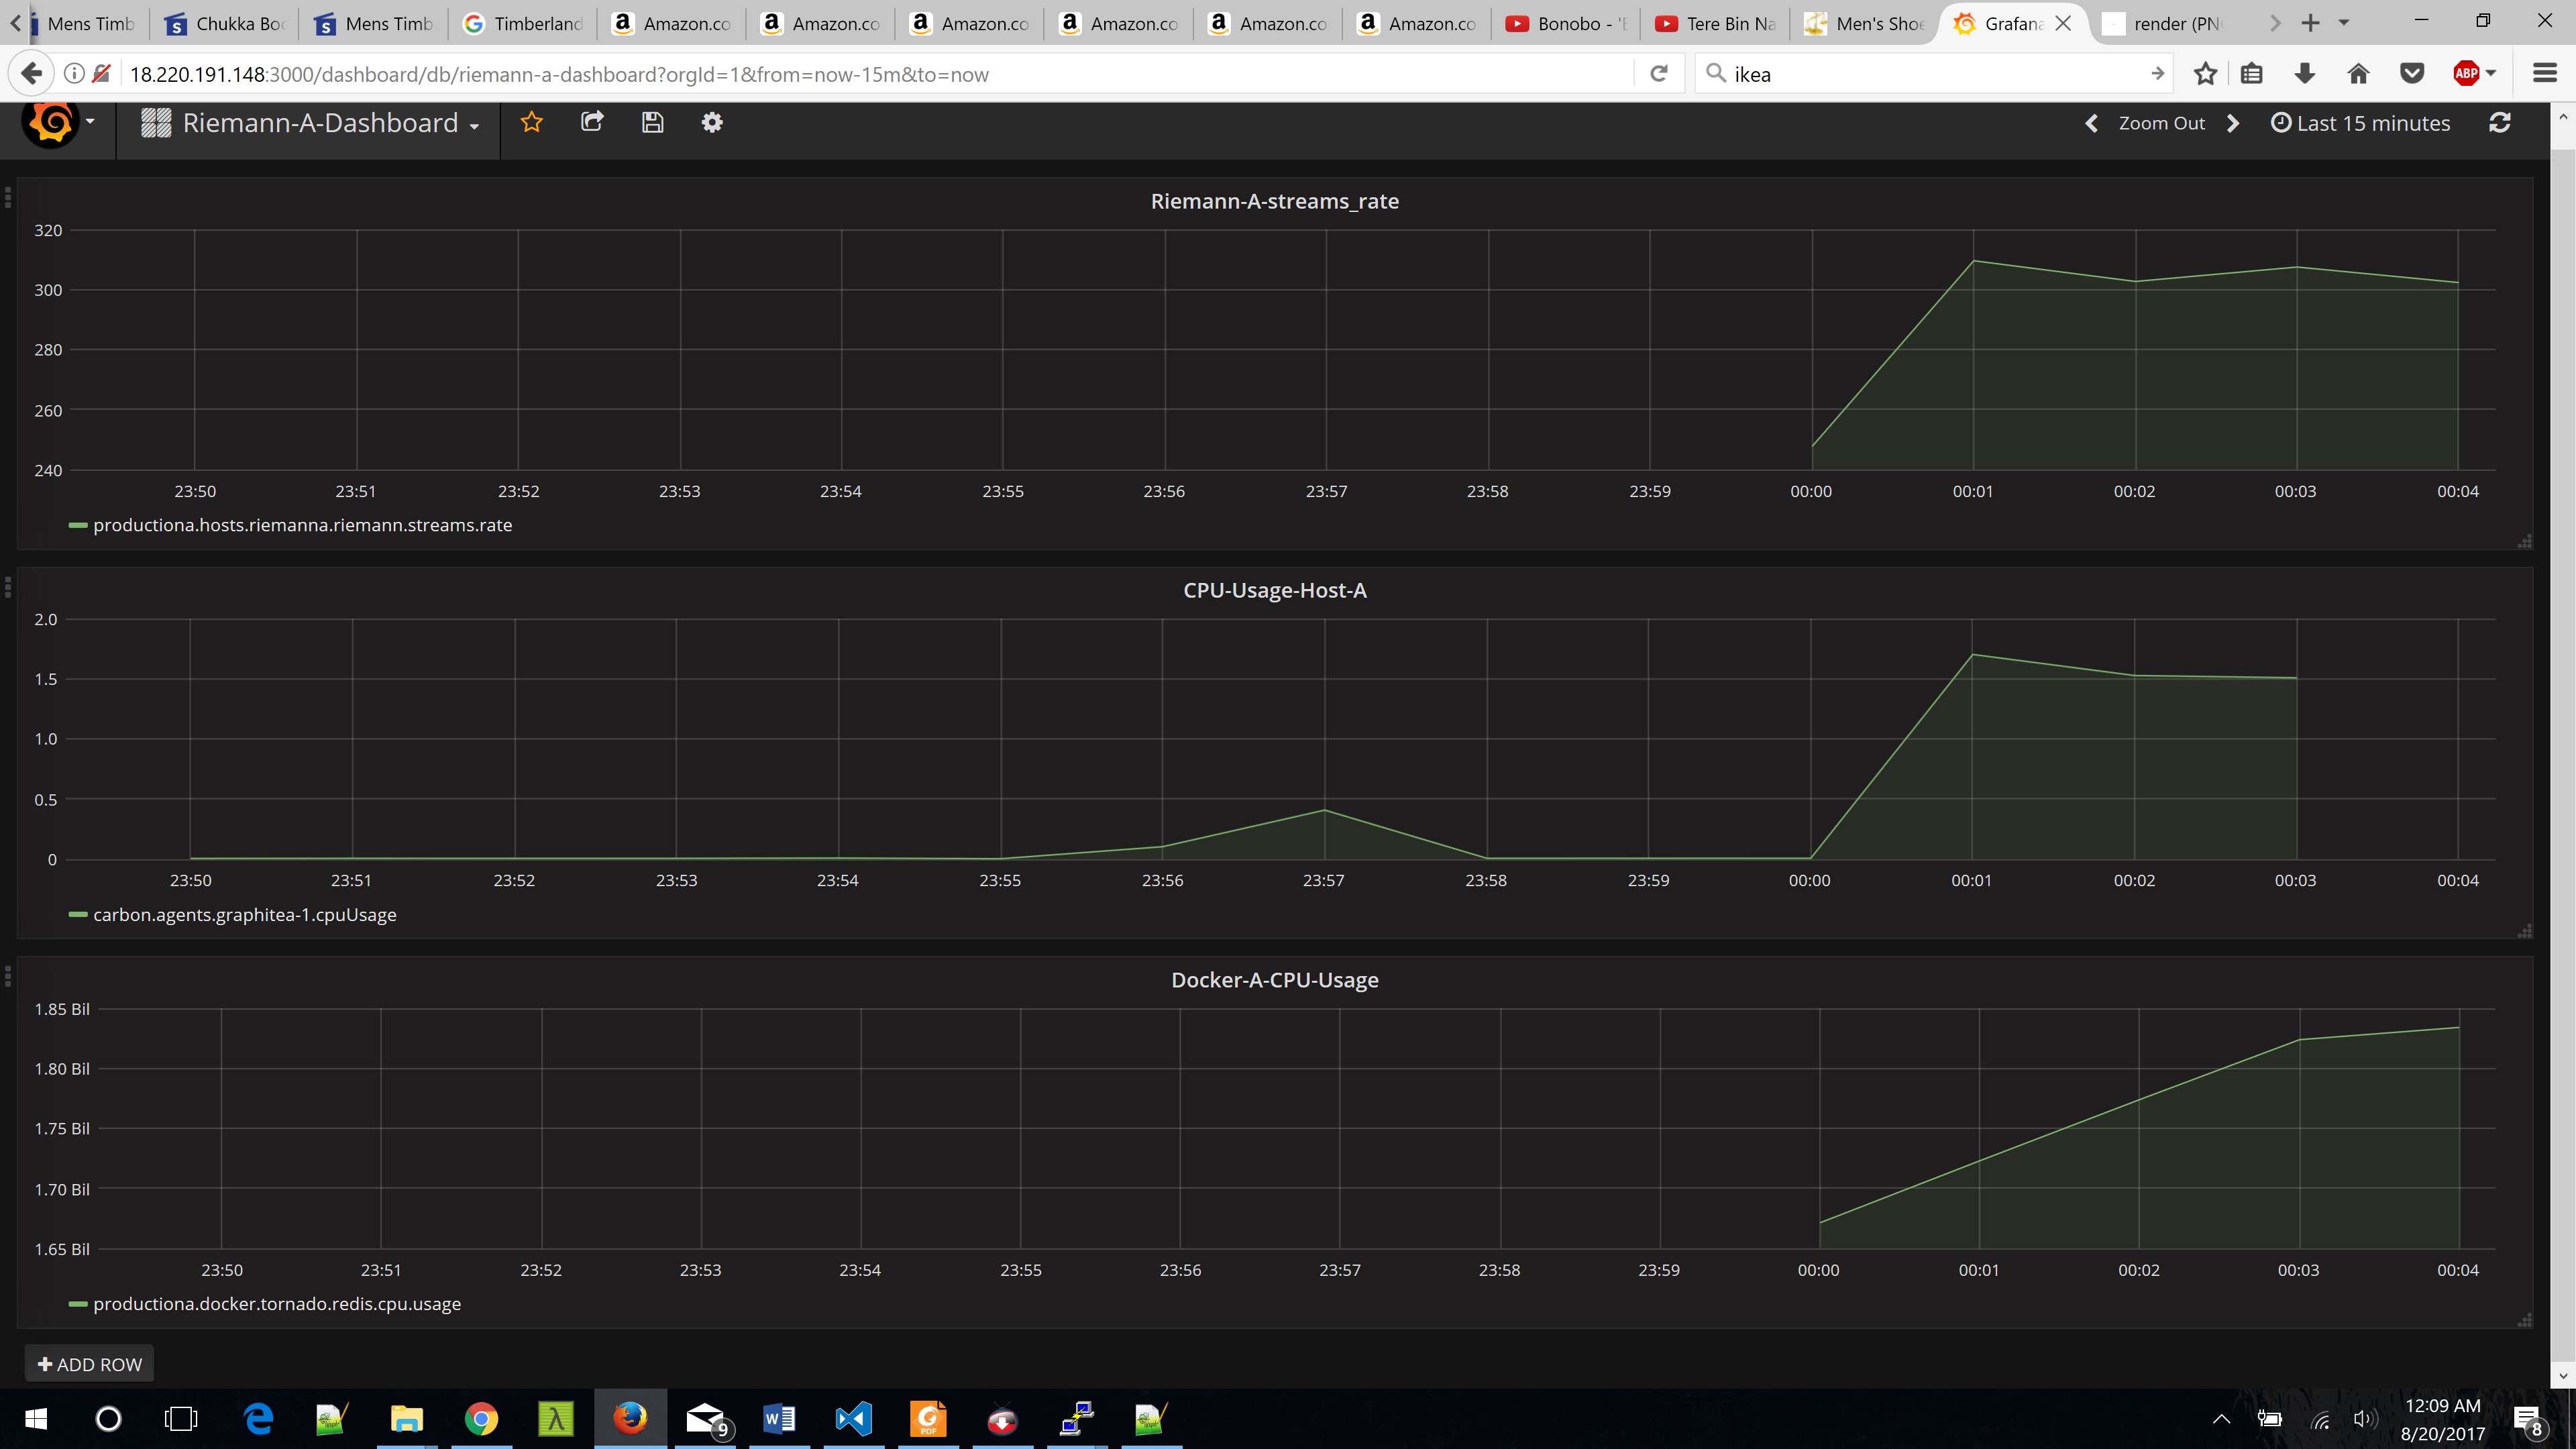 Mens Timb Chukka Boo Mens Timb Timberland Amazon.co Amazon.co Amazon.co Amazon.co Amazon.co Amazon.co Bonobo - 'B Tere Bin Na Men's Shoe Grafana render (PN
18.220.191.148:3000/dashboard/db/riemann-a-dashboard?orgId=1&from=now-15m&to=now ikea ABP
Riemann-A-Dashboard Zoom Out Last 15 minutes
Riemann-A-streams_rate
320
300
280
260
240
23:50 23:51 23:52 23:53 23:54 23:55 23:56 23:57 23:58 23:59 00:00 00:01 00:02 00:03 00:04
productiona.hosts.riemanna.riemann.streams.rate
CPU-Usage-Host-A
2.0
1.5
1.0
0.5
0
23:50 23:51 23:52 23:53 23:54 23:55 23:56 23:57 23:58 23:59 00:00 00:01 00:02 00:03 00:04
carbon.agents.graphitea-1.cpuUsage
Docker-A-CPU-Usage
1.85 Bil
1.80 Bil
1.75 Bil
1.70 Bil
1.65 Bil
23:50 23:51 23:52 23:53 23:54 23:55 23:56 23:57 23:58 23:59 00:00 00:01 00:02 00:03 00:04
productiona.docker.tornado.redis.cpu.usage
ADD ROW
9 PDF 12:09 AM
8/20/2017 8